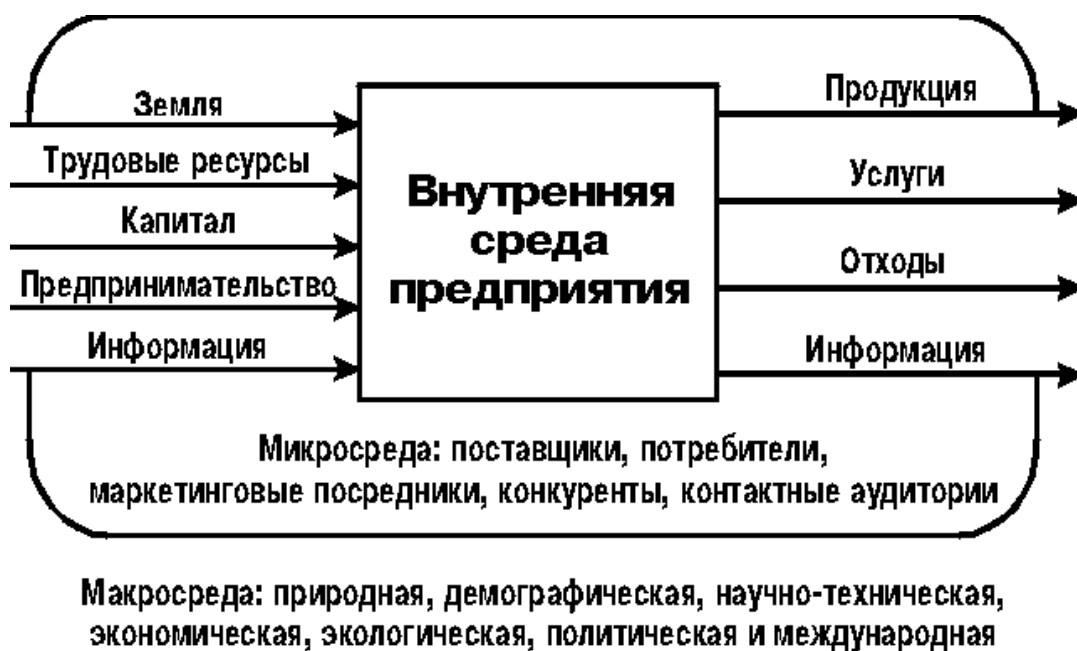 Земля
Трудовые ресурсы
Капитал
Предпринимательство
Информация
Внутренняя
среда
предприятия
Продукция
Услуги
Отходы
Информация
Микросреда: поставщики, потребители,
маркетинговые посредники, конкуренты, контактные аудитории
Макросреда: природная, демографическая, научно-техническая,
экономическая, экологическая, политическая и международная